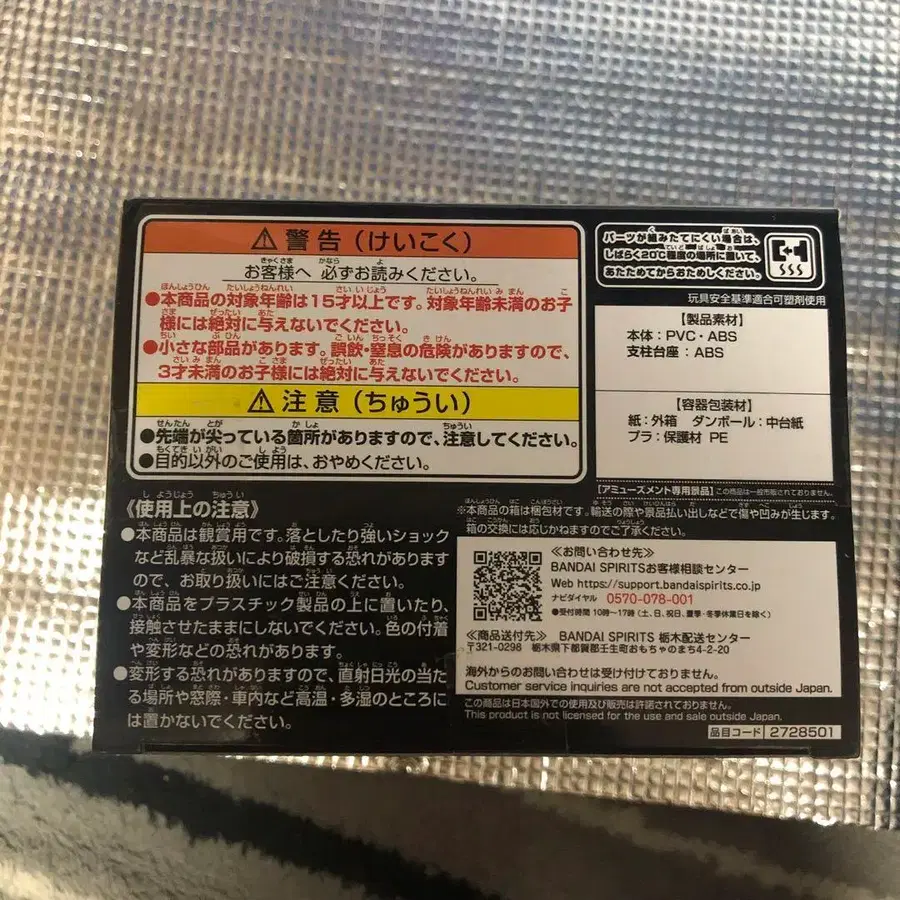 ⚠警告（けいこく）
お客様へ 必ずお読みください。
●本商品の対象年齢は15才以上です。対象年齢未満のお子
様には絶対に与えないでください。
●小さな部品があります。誤飲・窒息の危険がありますので、
3才未満のお子様には絶対に与えないでください。
⚠注意（ちゅうい）
●先端が尖っている箇所がありますので、注意してください。
●目的以外のご使用は、おやめください。
《使用上の注意》
●本商品は観賞用です。落としたり強いショック
など乱暴な扱いにより破損する恐れがあります
ので、お取り扱いにはご注意ください。
●本商品をプラスチック製品の上に置いたり、
接触させたままにしないでください。色の付着
や変形などの恐れがあります。
●変形する恐れがありますので、直射日光の当た
る場所や窓際・車内など高温・多湿のところに
は置かないでください。
パーツが組みたてにくい場合は、
しばらく20℃程度の場所に置いて、
あたためてからおためしください。
玩具安全基準適合可塑剤使用
【製品素材】
本体：PVC・ABS
支柱台座：ABS
【容器包装材】
紙：外箱 ダンボール：中台紙
プラ：保護材 PE
【アミューズメント専用景品】この商品は一般市販されておりません。
※本商品の箱は梱包材です。輸送の際や景品払い出しなどで傷や凹みが生じます。
箱の交換には応じかねますのでご了承ください。
≪お問い合わせ先≫
BANDAI SPIRITSお客様相談センター
Web https://support.bandaispirits.co.jp
ナビダイヤル 0570-078-001
●受付時間 10時〜17時（土、日、祝日、夏季・冬季休業日を除く）
≪商品送付先≫ BANDAI SPIRITS 栃木配送センター
〒321-0298 栃木県下都賀郡壬生町おもちゃのまち4-2-20
海外からのお問い合わせは受け付けておりません。
Customer service inquiries are not accepted from outside Japan.
この商品は日本国外での使用及び販売は許諾されておりません。
This product is not licensed for the use and sale outside Japan.
品目コード 2728501